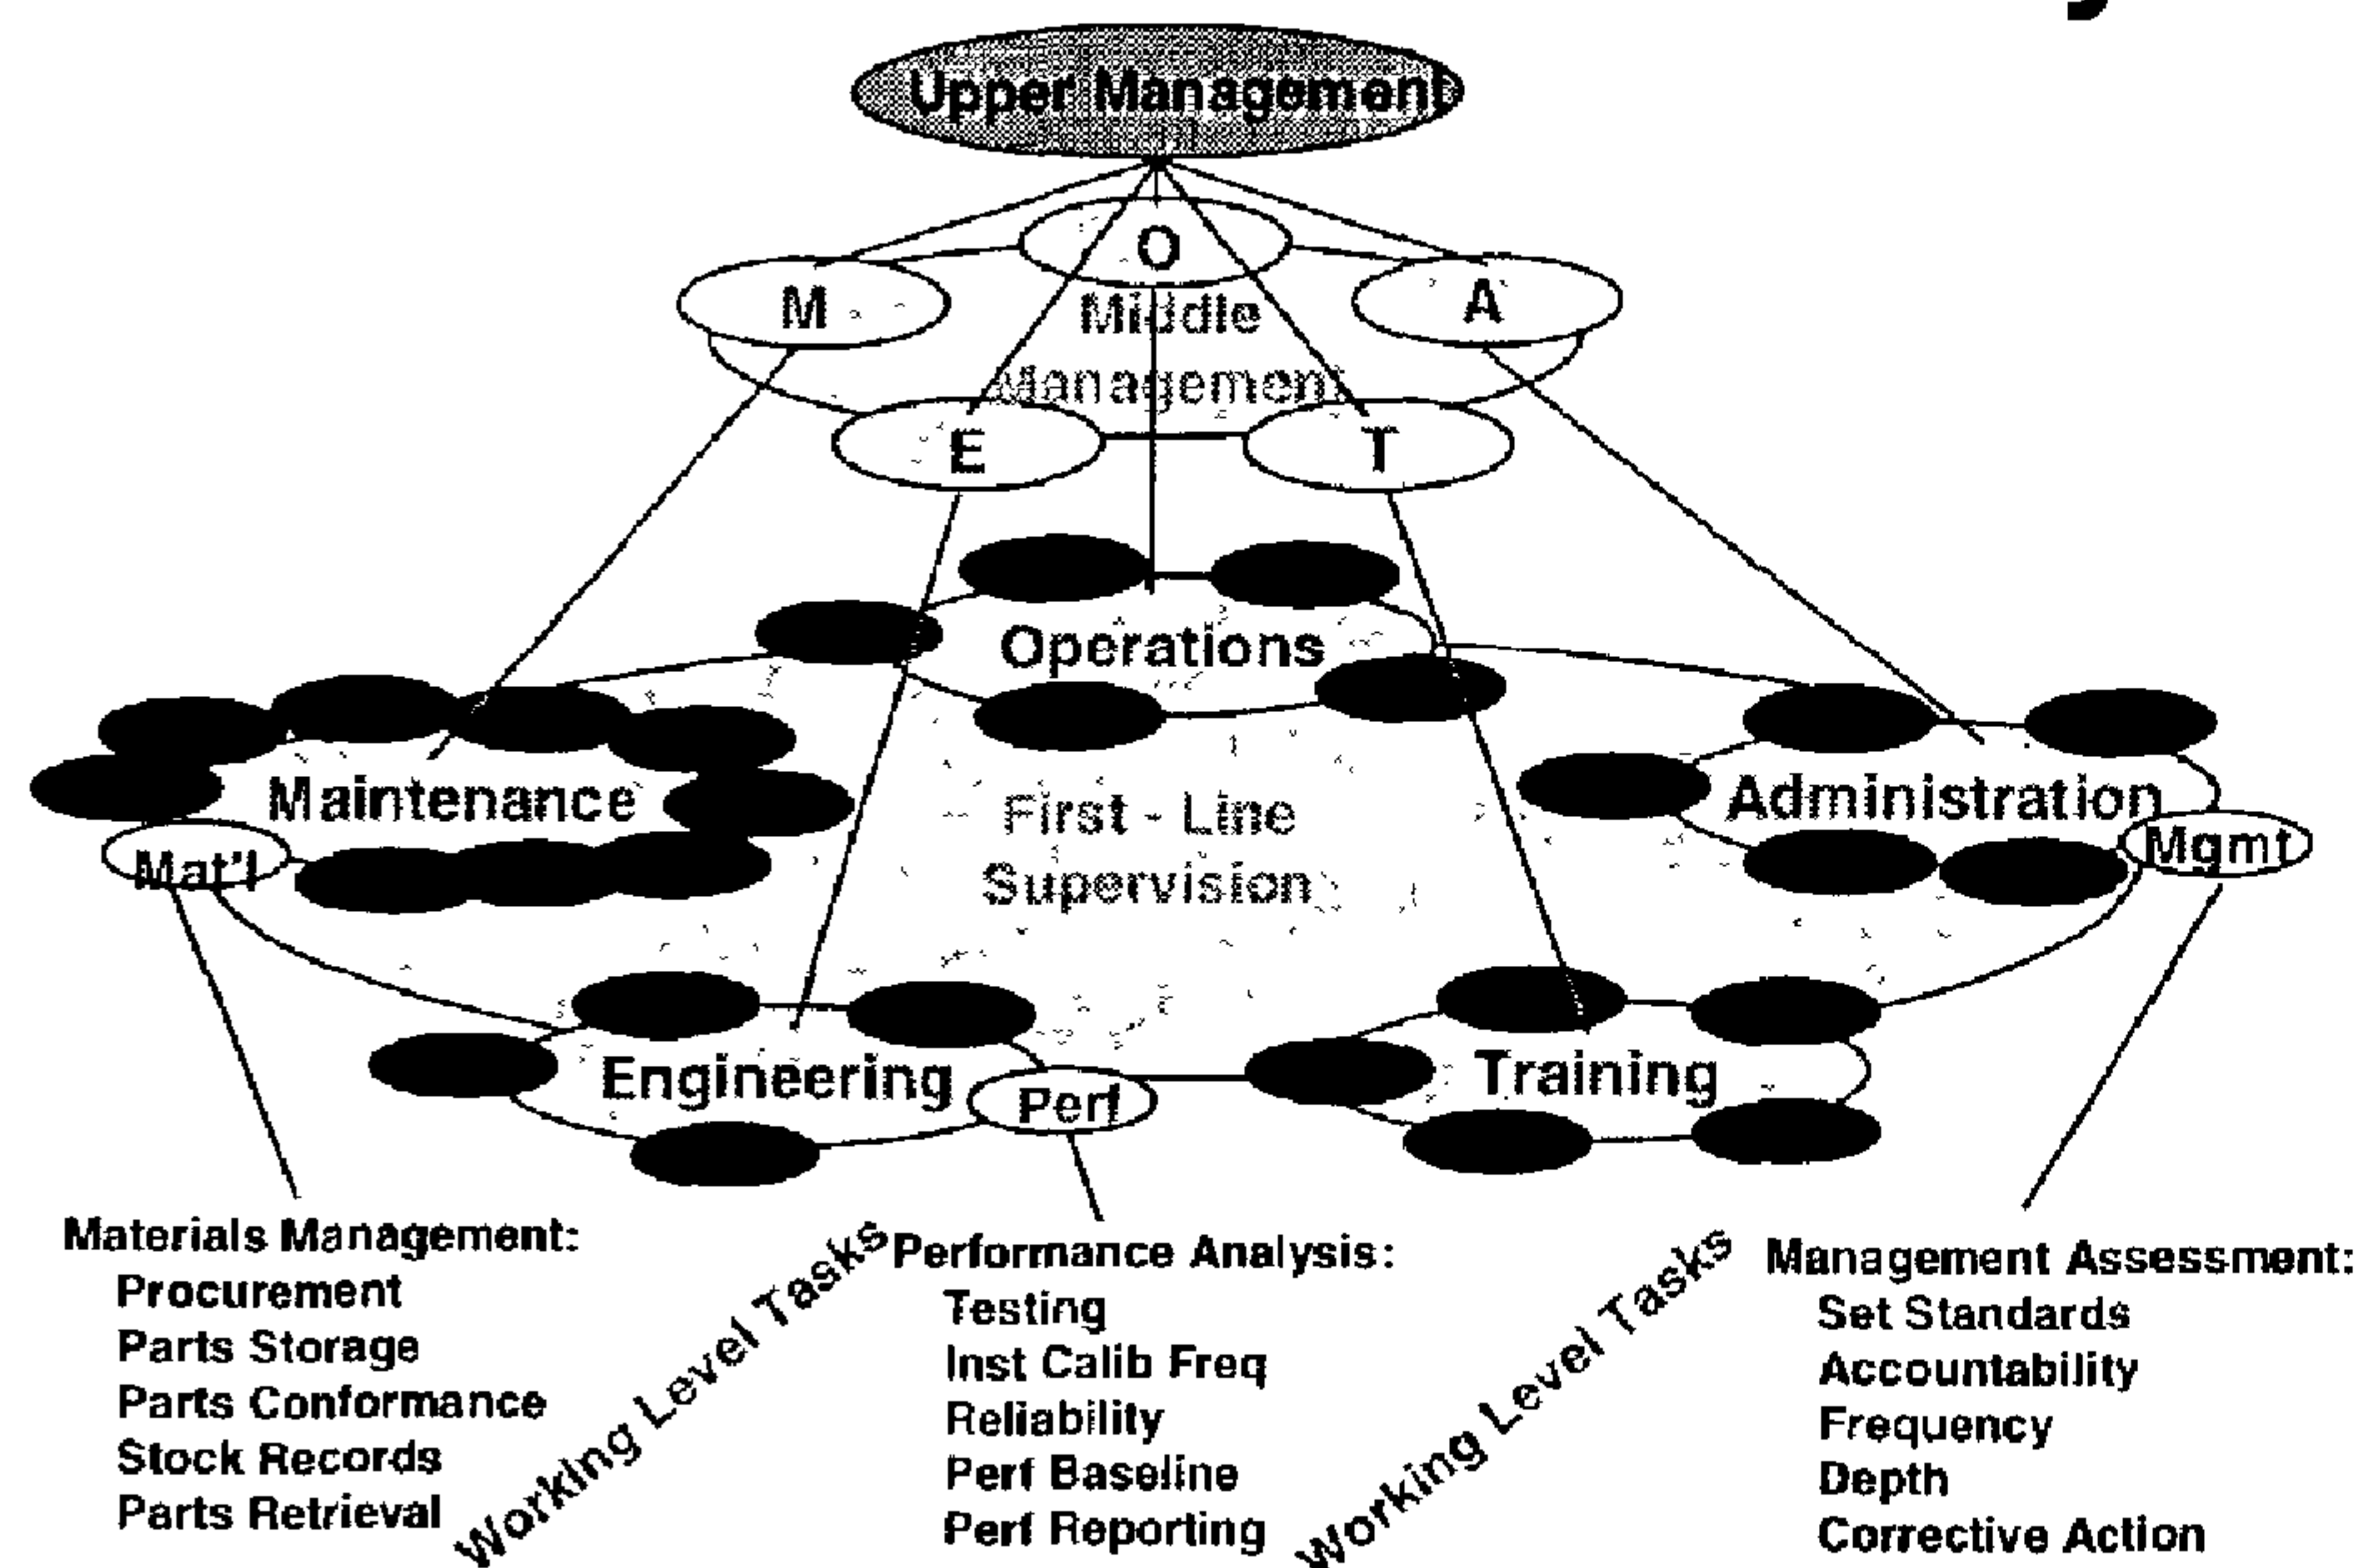 Upper Management
O
M
A
Middle
Management
E
T
Operations
Maintenance
Administration
First - Line
Supervision
Mat'l
Mgmt
Engineering
Perf
Training
Materials Management:
Procurement
Parts Storage
Parts Conformance
Stock Records
Parts Retrieval
Working Level Tasks
Performance Analysis:
Testing
Inst Calib Freq
Reliability
Perf Baseline
Perf Reporting
Working Level Tasks
Management Assessment:
Set Standards
Accountability
Frequency
Depth
Corrective Action